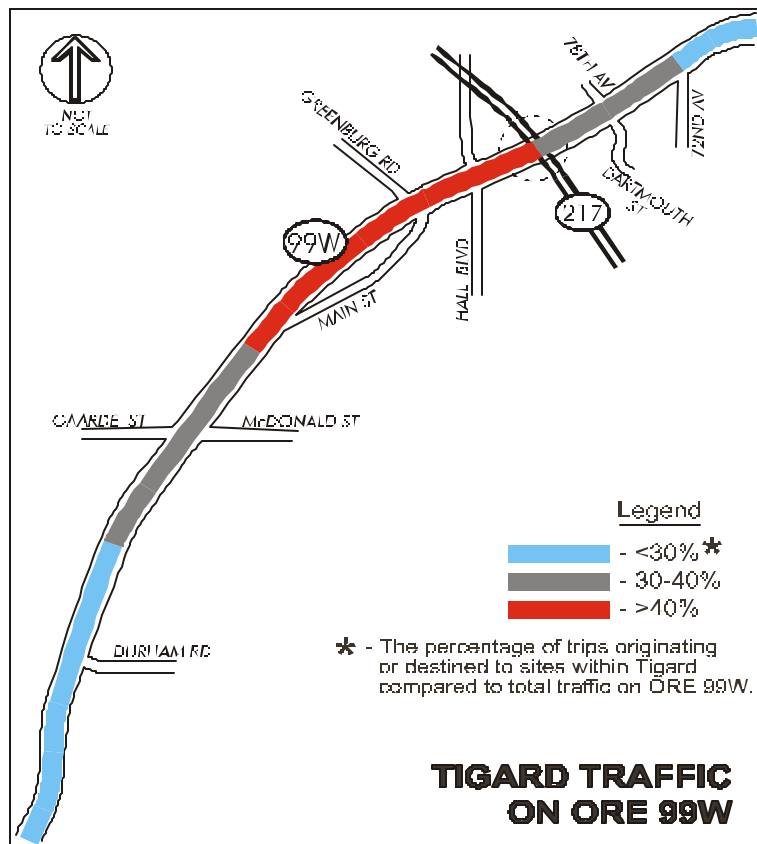 NOT
TO SCALE
78TH AV
72ND AV
GREENBURG RD
DARTMOUTH
ST
217
99W
HALL BLVD
MAIN ST
GAARDE ST
McDONALD ST
Legend
- <30%*
- 30-40%
- >40%
DURHAM RD
* - The percentage of trips originating
or destined to sites within Tigard
compared to total traffic on ORE 99W.
TIGARD TRAFFIC
ON ORE 99W